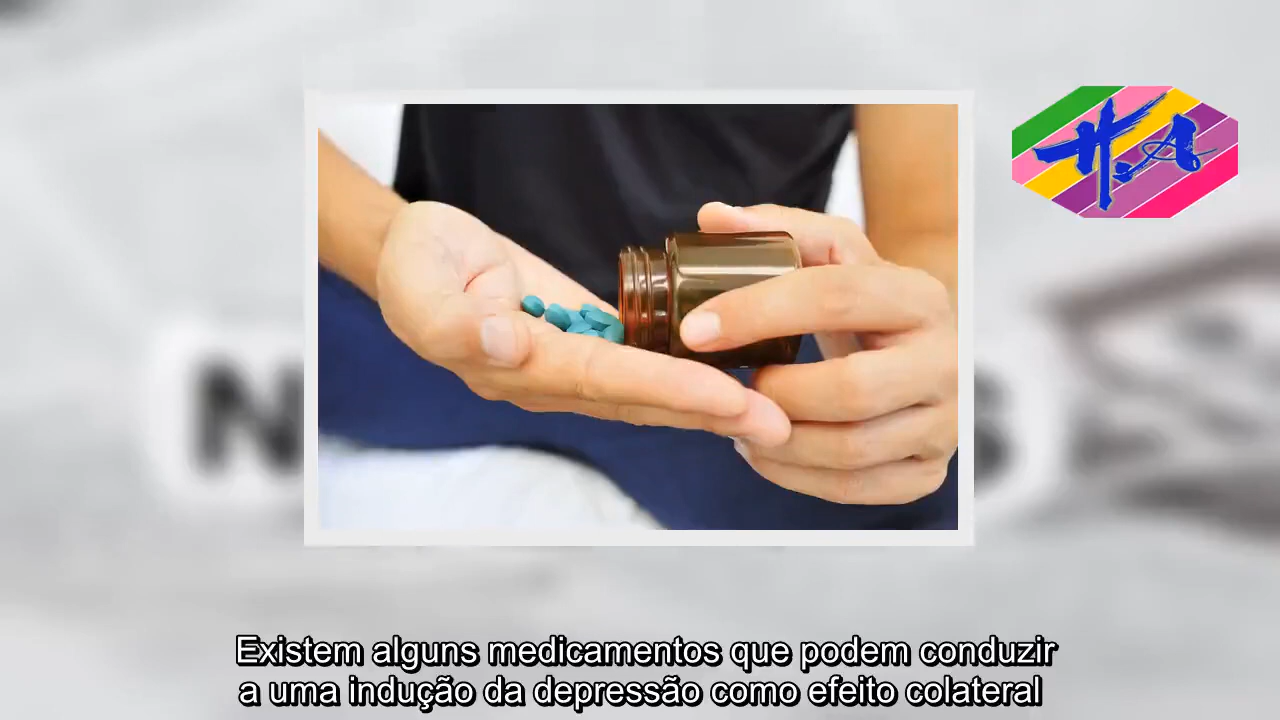 H.A
Existem alguns medicamentos que podem conduzir
a uma indução da depressão como efeito colateral